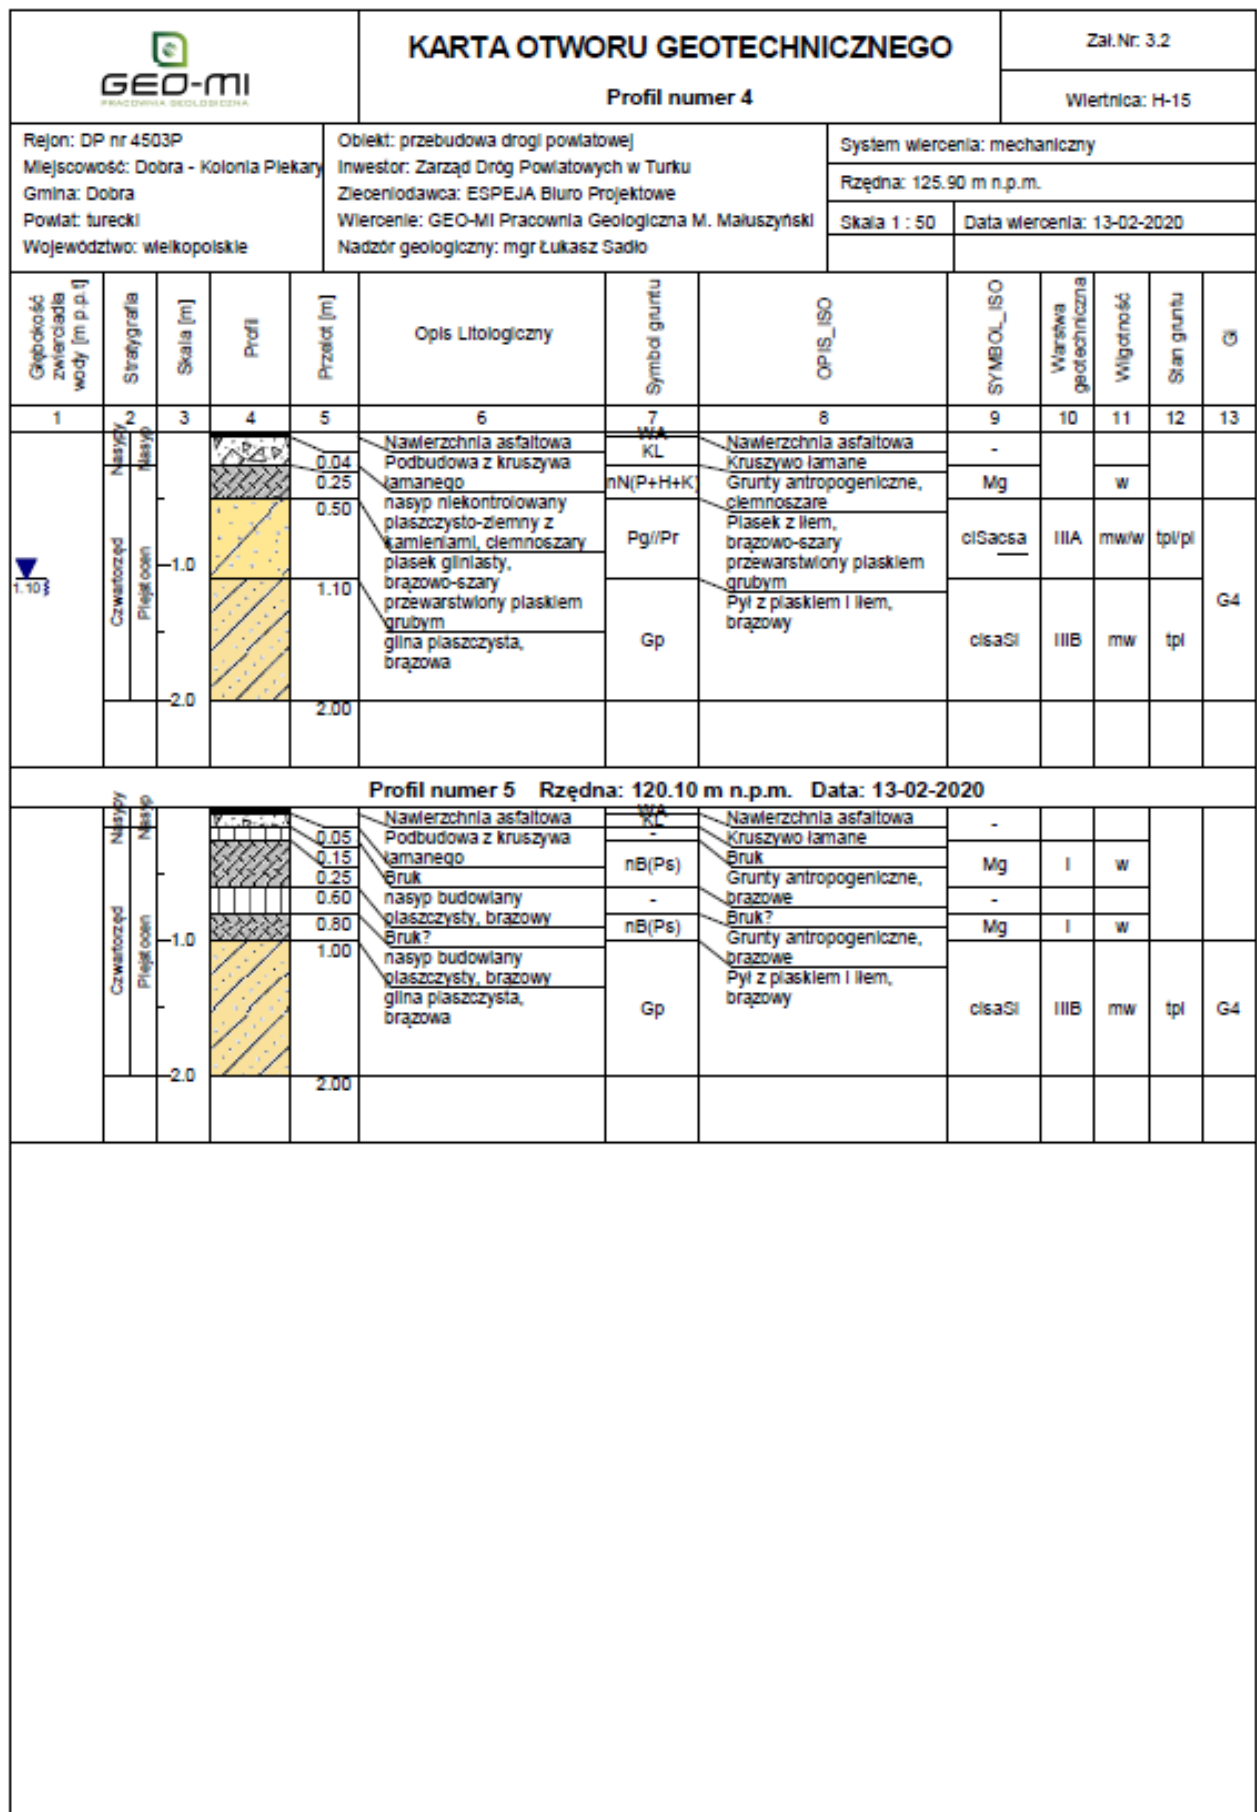 GEO-MI
PRACOWNIA GEOLOGICZNA
KARTA OTWORU GEOTECHNICZNEGO
Profil numer 4
Zał.Nr: 3.2
Wiertnica: H-15
Rejon: DP nr 4503P
Miejscowość: Dobra - Kolonia Piekary
Gmina: Dobra
Powiat: turecki
Województwo: wielkopolskie
Obiekt: przebudowa drogi powiatowej
Inwestor: Zarząd Dróg Powiatowych w Turku
Zleceniodawca: ESPEJA Biuro Projektowe
Wiercenie: GEO-MI Pracownia Geologiczna M. Małuszyński
Nadzór geologiczny: mgr Łukasz Sadło
System wiercenia: mechaniczny
Rzędna: 125.90 m n.p.m.
Skala 1 : 50 Data wiercenia: 13-02-2020
Głębokość
zwierciadła
wody [m p.p.t]
Stratygrafia
Skala [m]
Profil
Przelot [m]
Opis Litologiczny
Symbol gruntu
OPIS_ISO
SYMBOL_ISO
Warstwa
geotechniczna
Wilgotność
Stan gruntu
Gi
1 2 3 4 5 6 7 8 9 10 11 12 13
1.10
Nasypy
Nasyp
Czwartorzęd
Plejstocen
-1.0
-2.0
0.04
0.25
0.50
1.10
2.00
Nawierzchnia asfaltowa
Podbudowa z kruszywa
łamanego
nasyp niekontrolowany
piaszczysto-ziemny z
kamieniami, ciemnoszary
piasek gliniasty,
brązowo-szary
przewarstwiony piaskiem
grubym
glina piaszczysta,
brązowa
WA
KL
nN(P+H+K)
Pg//Pr
Gp
Nawierzchnia asfaltowa
Kruszywo łamane
Grunty antropogeniczne,
ciemnoszare
Piasek z iłem,
brązowo-szary
przewarstwiony piaskiem
grubym
Pył z piaskiem i iłem,
brązowy
-
Mg w
clSacsa IIIA mw/w tpl/pl
clsaSi IIIB mw tpl
G4
Profil numer 5 Rzędna: 120.10 m n.p.m. Data: 13-02-2020
Nasypy
Nasyp
Czwartorzęd
Plejstocen
-1.0
-2.0
0.05
0.15
0.25
0.60
0.80
1.00
2.00
Nawierzchnia asfaltowa
Podbudowa z kruszywa
łamanego
Bruk
nasyp budowlany
piaszczysty, brązowy
Bruk?
nasyp budowlany
piaszczysty, brązowy
glina piaszczysta,
brązowa
WA
KL
-
nB(Ps)
-
nB(Ps)
Gp
Nawierzchnia asfaltowa
Kruszywo łamane
Bruk
Grunty antropogeniczne,
brązowe
Bruk?
Grunty antropogeniczne,
brązowe
Pył z piaskiem i iłem,
brązowy
-
Mg I w
-
Mg I w
clsaSi IIIB mw tpl G4